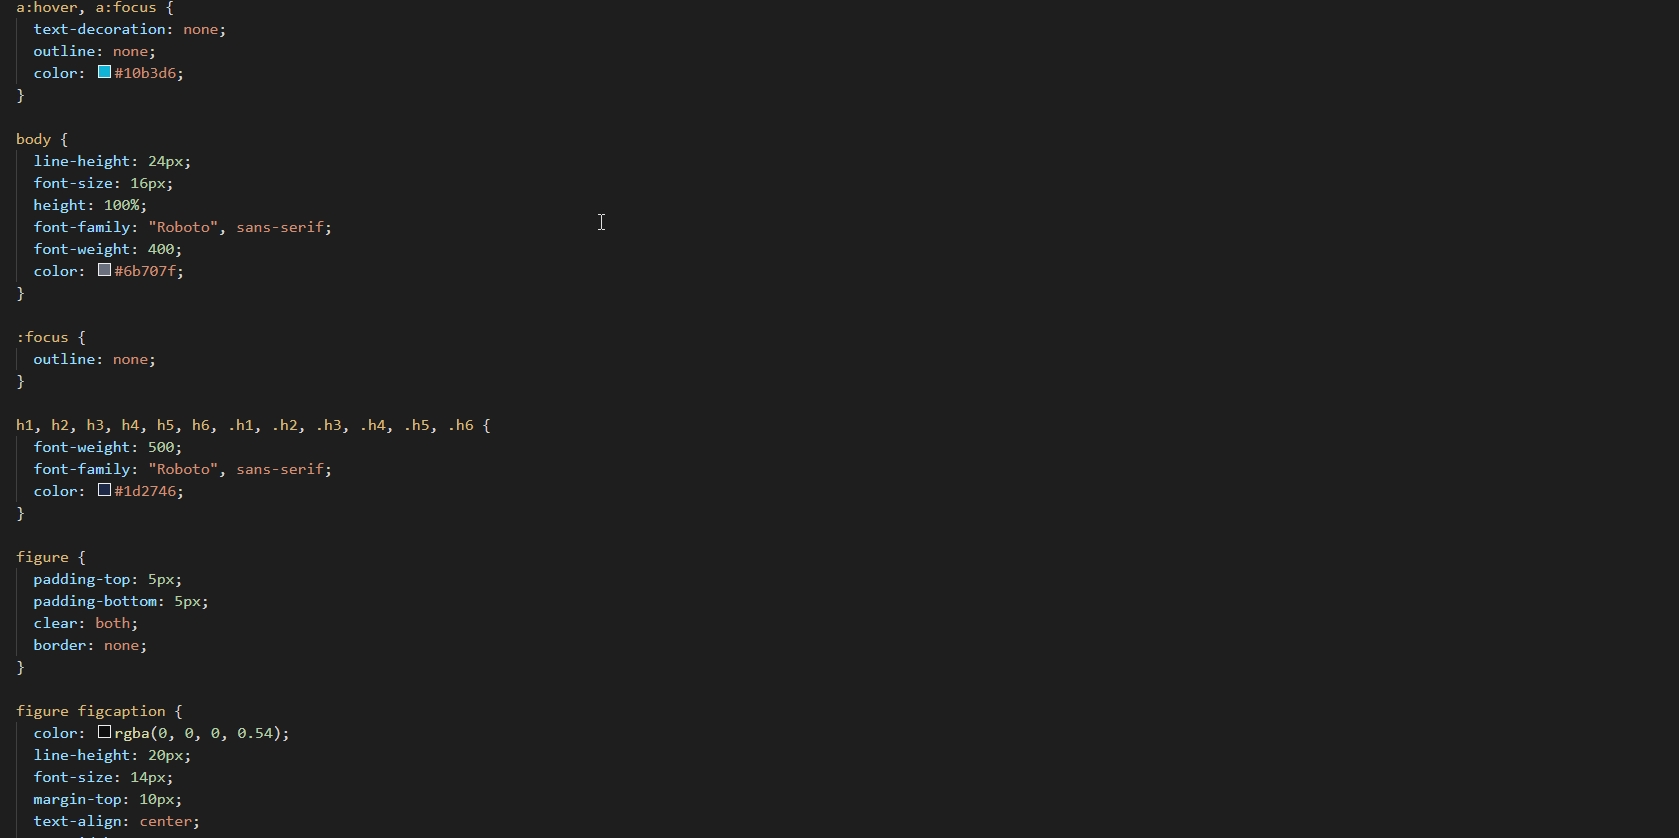 a:hover, a:focus {
  text-decoration: none;
  outline: none;
  color: #10b3d6;
}

body {
  line-height: 24px;
  font-size: 16px;
  height: 100%;
  font-family: "Roboto", sans-serif;
  font-weight: 400;
  color: #6b707f;
}

:focus {
  outline: none;
}

h1, h2, h3, h4, h5, h6, .h1, .h2, .h3, .h4, .h5, .h6 {
  font-weight: 500;
  font-family: "Roboto", sans-serif;
  color: #1d2746;
}

figure {
  padding-top: 5px;
  padding-bottom: 5px;
  clear: both;
  border: none;
}

figure figcaption {
  color: rgba(0, 0, 0, 0.54);
  line-height: 20px;
  font-size: 14px;
  margin-top: 10px;
  text-align: center;